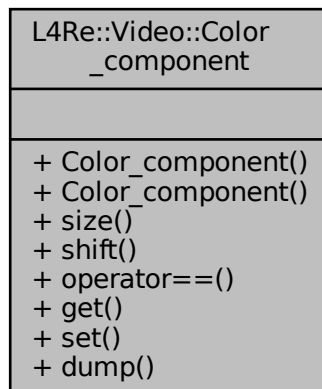 L4Re::Video::Color
_component
+ Color_component()
+ Color_component()
+ size()
+ shift()
+ operator==()
+ get()
+ set()
+ dump()